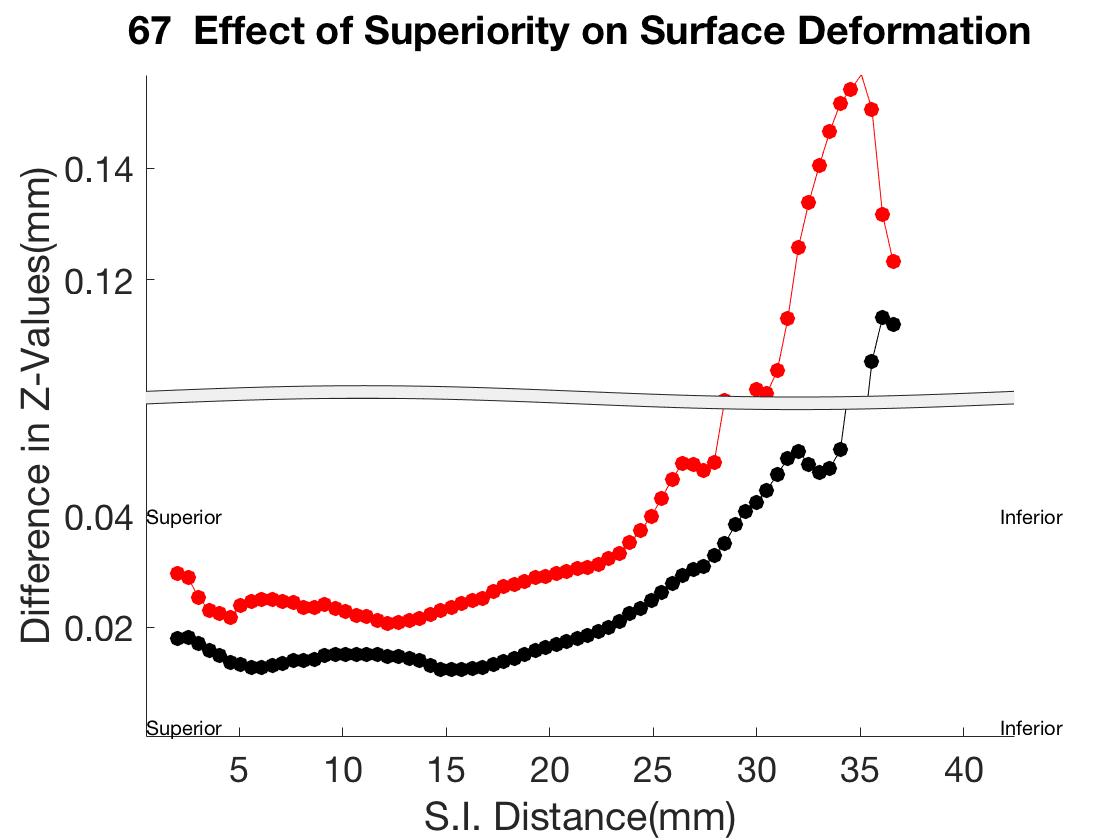 67 Effect of Superiority on Surface Deformation
Difference in Z-Values(mm)
0.14
0.12
0.04
0.02
Superior
Inferior
Superior
Inferior
5 10 15 20 25 30 35 40
S.I. Distance(mm)